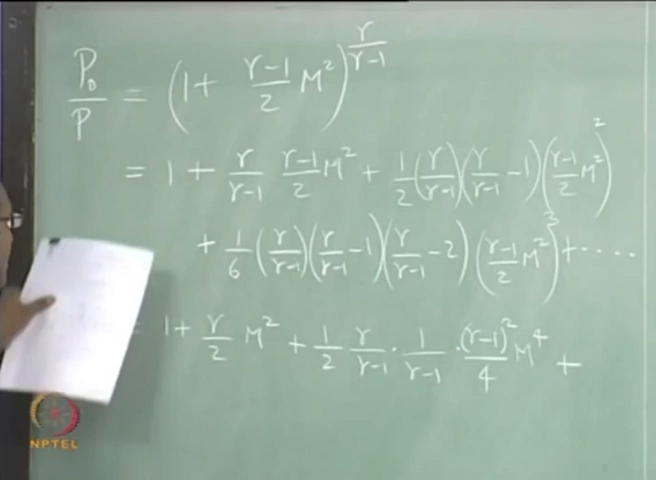 P₀/P = (1 + (γ-1)/2 M²)^(γ/(γ-1))
= 1 + γ/(γ-1) (γ-1)/2 M² + 1/2 (γ/(γ-1)) (γ/(γ-1) - 1) ((γ-1)/2 M²)²
+ 1/6 (γ/(γ-1)) (γ/(γ-1) - 1) (γ/(γ-1) - 2) ((γ-1)/2 M²)³ + ....
= 1 + γ/2 M² + 1/2 γ/(γ-1) · 1/(γ-1) · (γ-1)²/4 M⁴ +
NPTEL